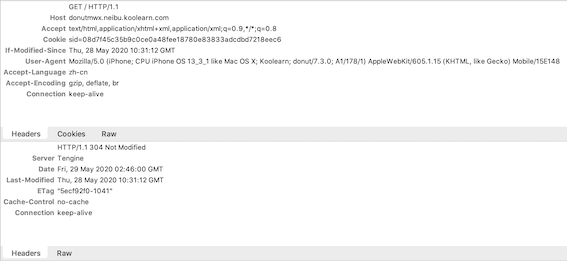 GET / HTTP/1.1
Host donutmwx.neibu.koolearn.com
Accept text/html,application/xhtml+xml,application/xml;q=0.9,*/*;q=0.8
Cookie sid=08d7f45c35b9c0ce0a48fee18780e83833adcdbd7218eec6
If-Modified-Since Thu, 28 May 2020 10:31:12 GMT
User-Agent Mozilla/5.0 (iPhone; CPU iPhone OS 13_3_1 like Mac OS X; Koolearn; donut/7.3.0; A1/178/1) AppleWebKit/605.1.15 (KHTML, like Gecko) Mobile/15E148
Accept-Language zh-cn
Accept-Encoding gzip, deflate, br
Connection keep-alive
Headers Cookies Raw
HTTP/1.1 304 Not Modified
Server Tengine
Date Fri, 29 May 2020 02:46:00 GMT
Last-Modified Thu, 28 May 2020 10:31:12 GMT
ETag "5ecf92f0-1041"
Cache-Control no-cache
Connection keep-alive
Headers Raw